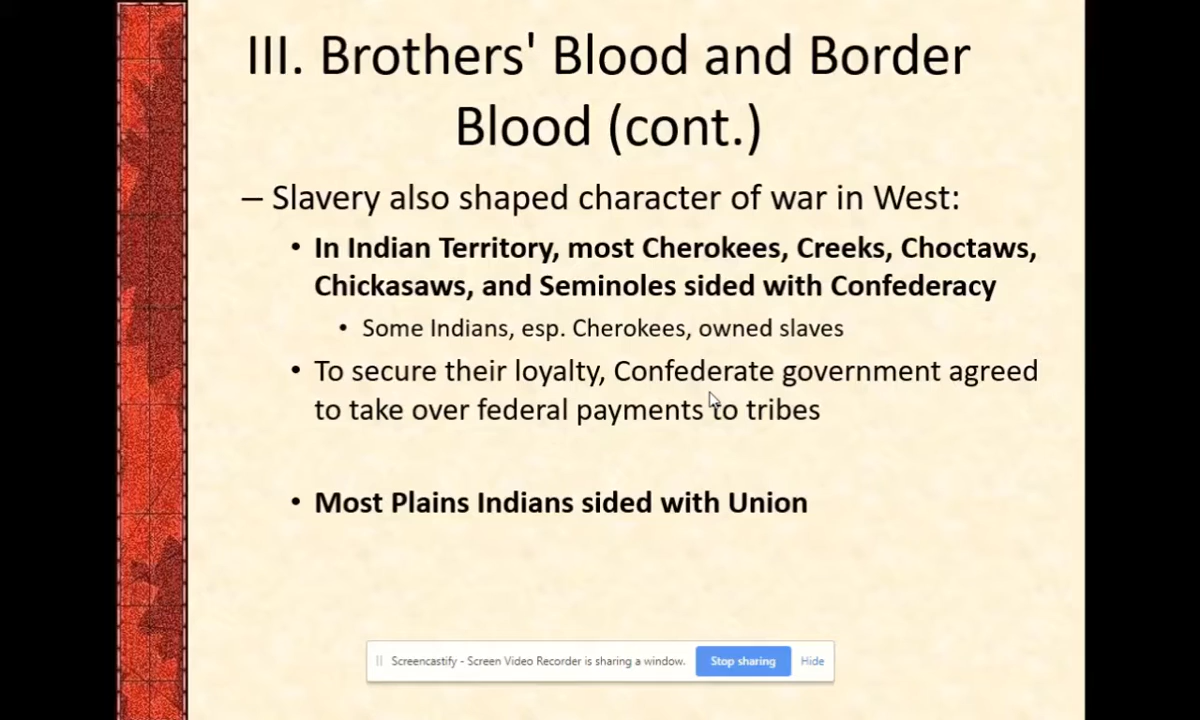 III. Brothers' Blood and Border
Blood (cont.)
– Slavery also shaped character of war in West:
• In Indian Territory, most Cherokees, Creeks, Choctaws,
Chickasaws, and Seminoles sided with Confederacy
• Some Indians, esp. Cherokees, owned slaves
• To secure their loyalty, Confederate government agreed
to take over federal payments to tribes
• Most Plains Indians sided with Union
Screencastify - Screen Video Recorder is sharing a window. Stop sharing Hide